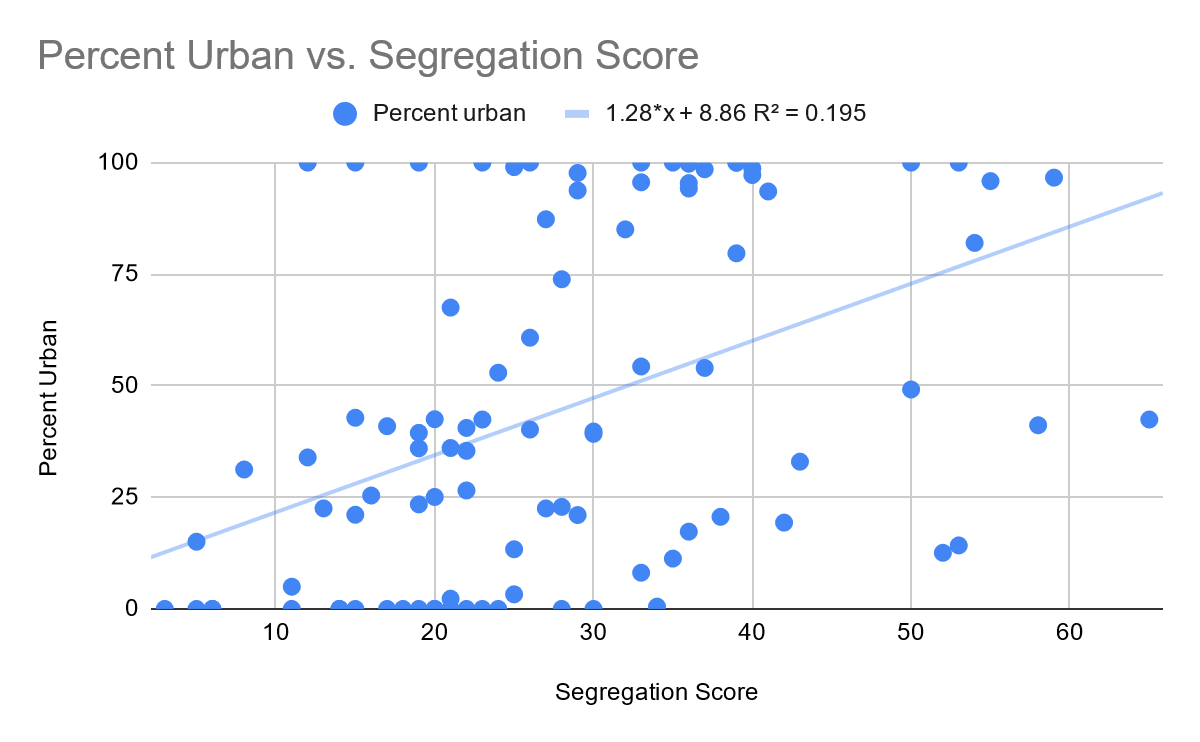 Percent Urban vs. Segregation Score
Percent urban 1.28*x + 8.86 R² = 0.195
100
75
50
25
0
Percent Urban
10 20 30 40 50 60
Segregation Score